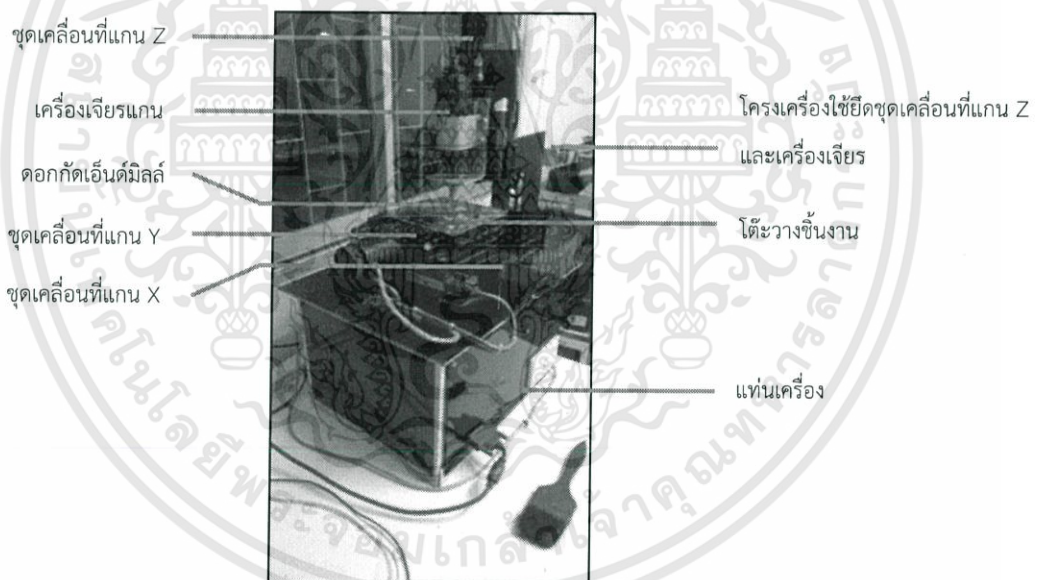 ชุดเคลื่อนที่แกน Z
เครื่องเจียรแกน
ดอกกัดเอ็นด์มิลล์
ชุดเคลื่อนที่แกน Y
ชุดเคลื่อนที่แกน X
โครงเครื่องใช้ยึดชุดเคลื่อนที่แกน Z
และเครื่องเจียร
โต๊ะวางชิ้นงาน
แท่นเครื่อง